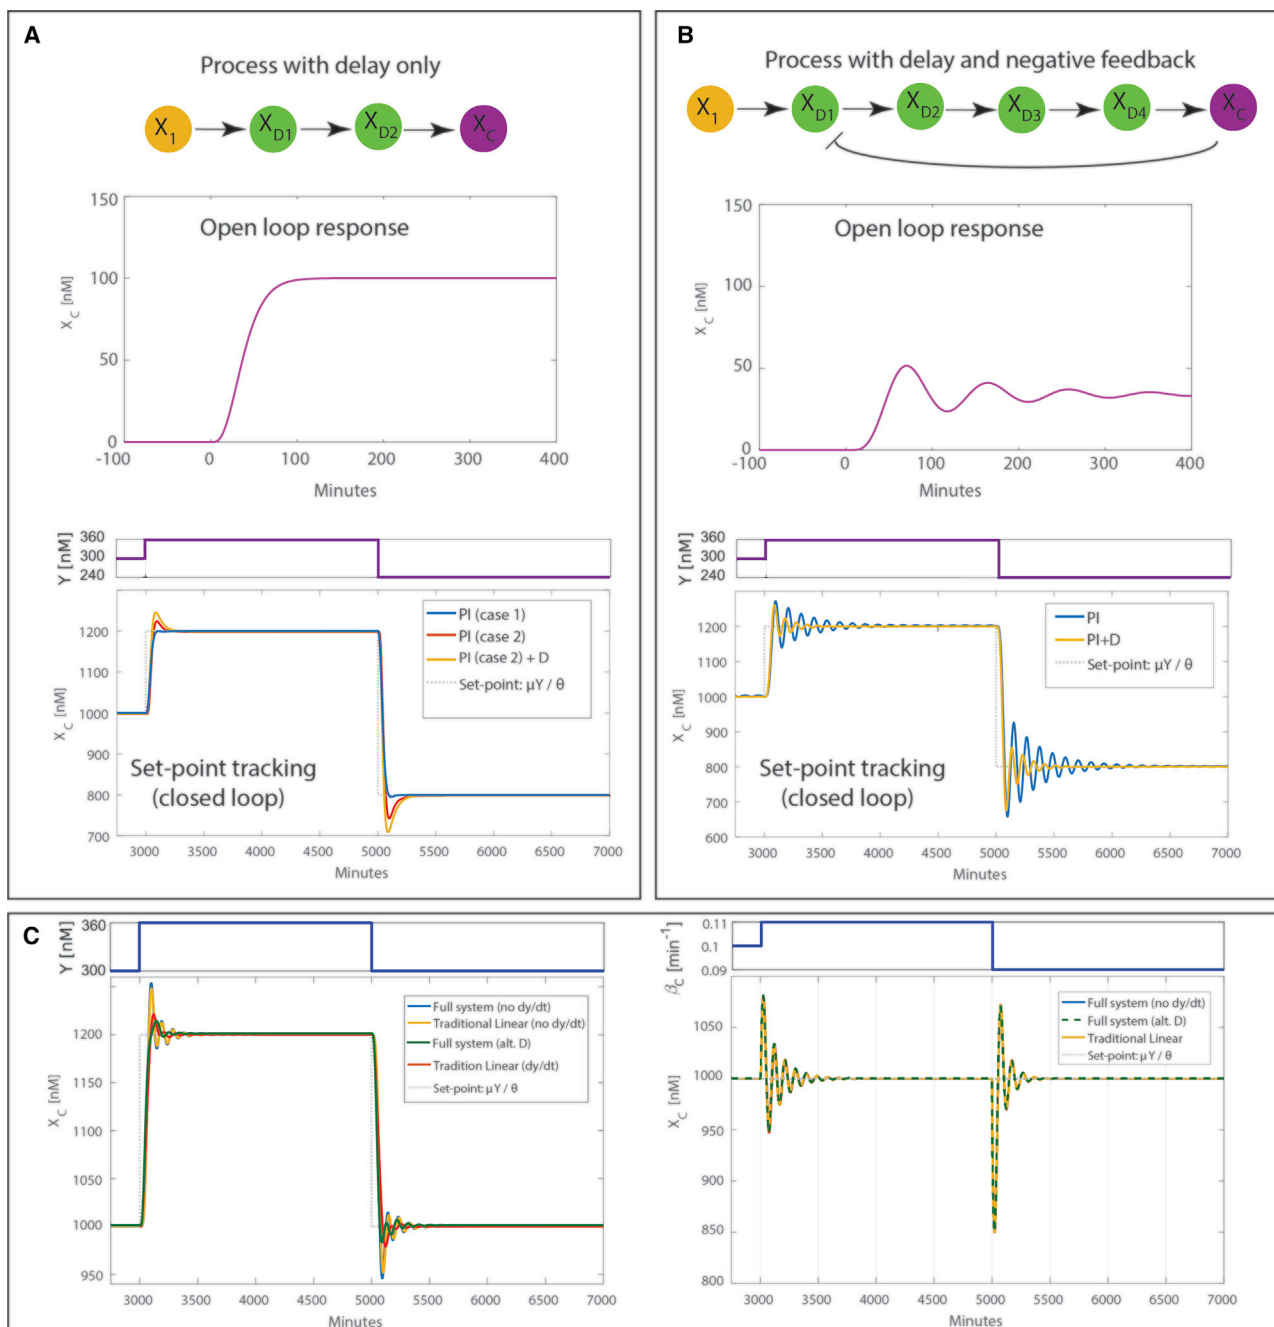 A
Process with delay only
X1 XD1 XD2 XC
150
Open loop response
100
50
0
XC [nM]
-100 0 100 200 300 400
Minutes
Y [nM]
360
300
240
PI (case 1)
PI (case 2)
PI (case 2) + D
Set-point: μY / θ
1200
1100
1000
900
800
700
XC [nM]
Set-point tracking
(closed loop)
3000 3500 4000 4500 5000 5500 6000 6500 7000
Minutes
B
Process with delay and negative feedback
X1 XD1 XD2 XD3 XD4 XC
150
Open loop response
100
50
0
XC [nM]
-100 0 100 200 300 400
Minutes
Y [nM]
360
300
240
PI
PI+D
Set-point: μY / θ
1200
1100
1000
900
800
700
600
XC [nM]
Set-point tracking
(closed loop)
3000 3500 4000 4500 5000 5500 6000 6500 7000
Minutes
C
Y [nM]
360
300
Full system (no dy/dt)
Traditional Linear (no dy/dt)
Full system (alt. D)
Tradition Linear (dy/dt)
Set-point: μY / θ
1200
1150
1100
1050
1000
950
XC [nM]
3000 3500 4000 4500 5000 5500 6000 6500 7000
Minutes
βC [min-1]
0.11
0.1
0.09
Full system (no dy/dt)
Full system (alt. D)
Traditional Linear
Set-point: μY / θ
1050
1000
950
900
850
800
XC [nM]
3000 3500 4000 4500 5000 5500 6000 6500 7000
Minutes